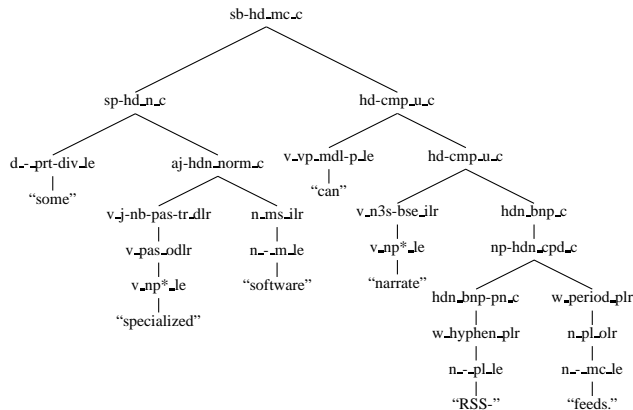 sb-hd_mc_c
sp-hd_n_c hd-cmp_u_c
d_-_prt-div_le aj-hdn_norm_c v_vp_mdl-p_le hd-cmp_u_c
“some” “can”
v_j-nb-pas-tr_dlr n_ms_ilr v_n3s-bse_ilr hdn_bnp_c
v_pas_odlr n_-_m_le v_np*_le np-hdn_cpd_c
v_np*_le “software” “narrate” hdn_bnp-pn_c w_period_plr
“specialized” w_hyphen_plr n_pl_olr
n_-_pl_le n_-_mc_le
“RSS-” “feeds.”